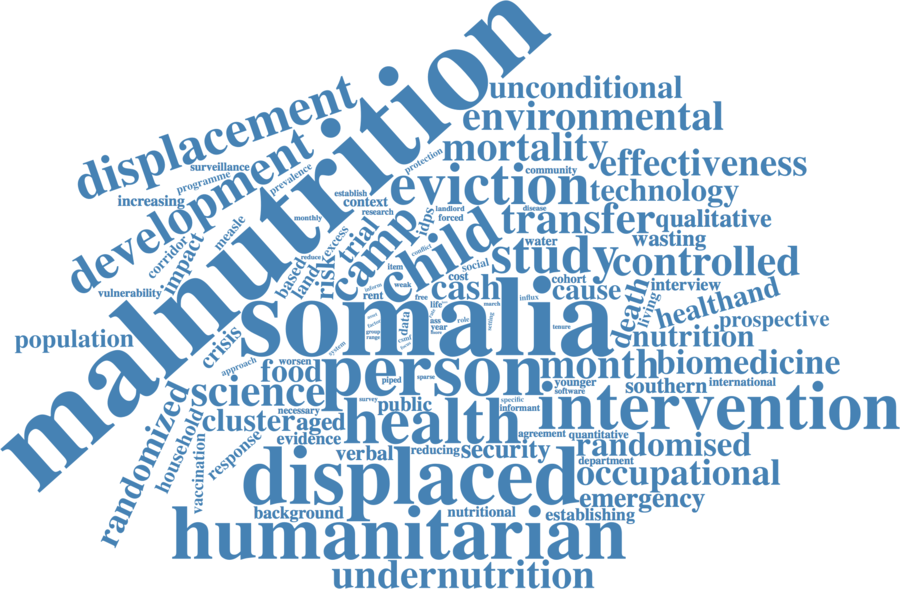 malnutrition
unconditional
displacement
environmental
mortality
effectiveness
surveillance
protection
development
programme
prevalence
community
eviction
technology
increasing
establish
context
research
landlord
forced
disease
transfer
qualitative
idps
monthly
measle
trial
camp
child
excess
conflict
water
wasting
corridor
impact
study
controlled
reduce
based
land
risk
item
social
cost
cohort
interview
vulnerability
inform
weak
cash
cause
death
living
healthand
rent
free
life
march
influx
somalia
prospective
data
ass
year
role
writing
tenure
group
range
population
crisis
system
nutrition
approach
worsen
food
person
piped
sparse
month
biomedicine
younger
software
southern
international
science
survey
public
specific
informant
intervention
randomized
household
cluster
necessary
aged
health
evidence
agreement
quantitative
vaccination
response
verbal
reducing
security
randomised
department
displaced
occupational
emergency
background
nutritional
establishing
humanitarian
undernutrition